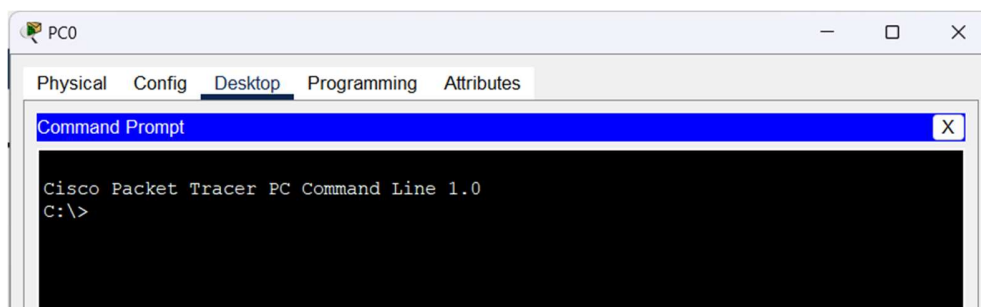 PC0
Physical Config Desktop Programming Attributes
Command Prompt X
Cisco Packet Tracer PC Command Line 1.0
C:\>